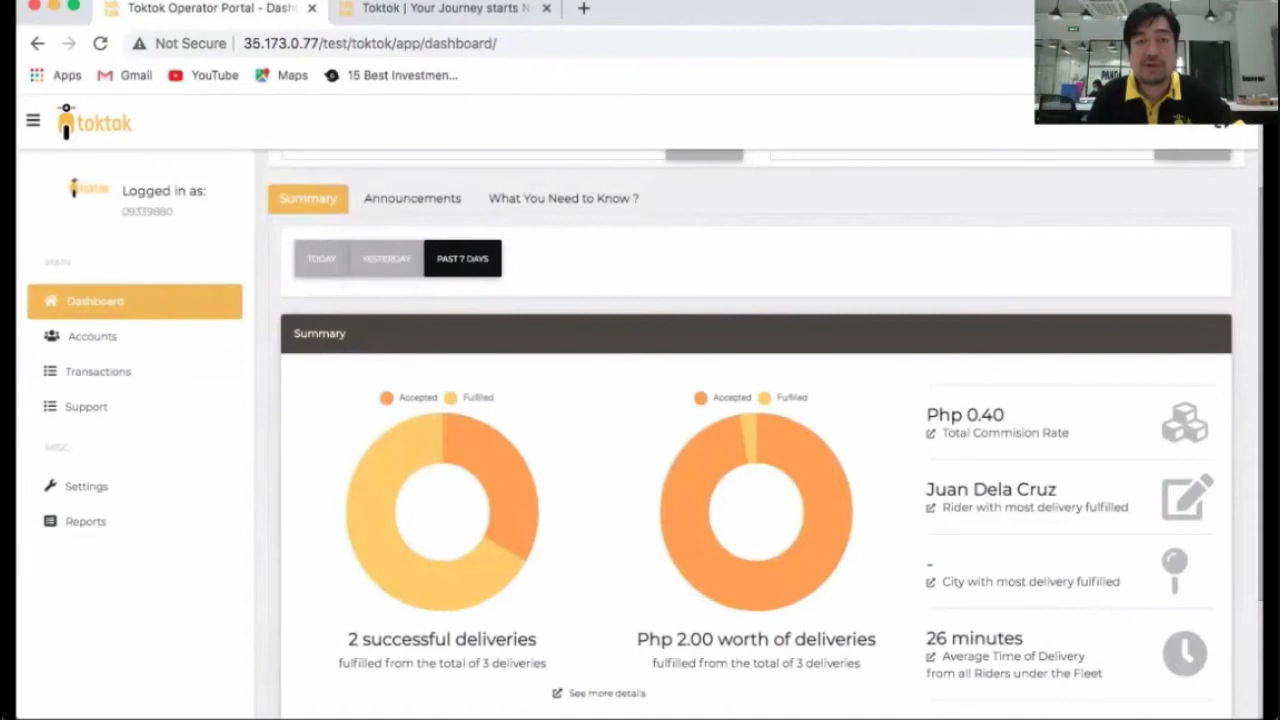 Toktok Operator Portal - Dash
Toktok | Your Journey starts N
Not Secure
35.173.0.77/test/toktok/app/dashboard/
Apps
Gmail
YouTube
Maps
15 Best Investmen...
toktok
toktok
Logged in as:
09339880
MAIN
Dashboard
Accounts
Transactions
Support
MISC
Settings
Reports
Summary
Announcements
What You Need to Know ?
TODAY
YESTERDAY
PAST 7 DAYS
Summary
Accepted
Fulfilled
2 successful deliveries
fulfilled from the total of 3 deliveries
Accepted
Fulfilled
Php 2.00 worth of deliveries
fulfilled from the total of 3 deliveries
See more details
Php 0.40
Total Commision Rate
Juan Dela Cruz
Rider with most delivery fulfilled
-
City with most delivery fulfilled
26 minutes
Average Time of Delivery
from all Riders under the Fleet